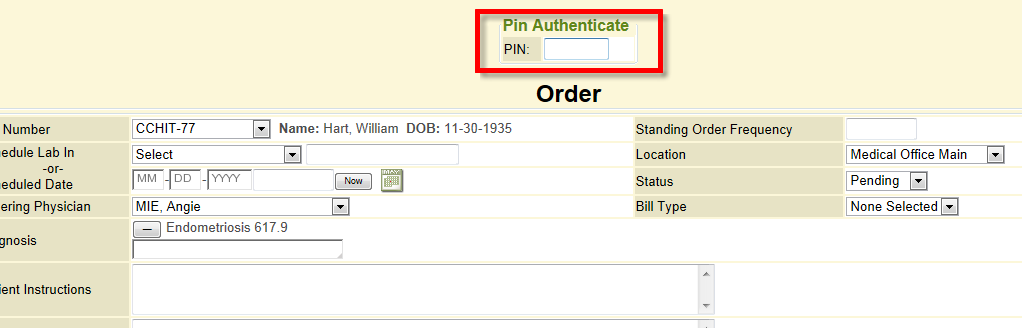 Pin Authenticate
PIN:
Order
Number CCHIT-77 Name: Hart, William DOB: 11-30-1935 Standing Order Frequency
edule Lab In Select Location Medical Office Main
-or-
MM - DD - YYYY Now MAY Status Pending
eduled Date
ering Physician MIE, Angie Bill Type None Selected
gnosis — Endometriosis 617.9
ient Instructions